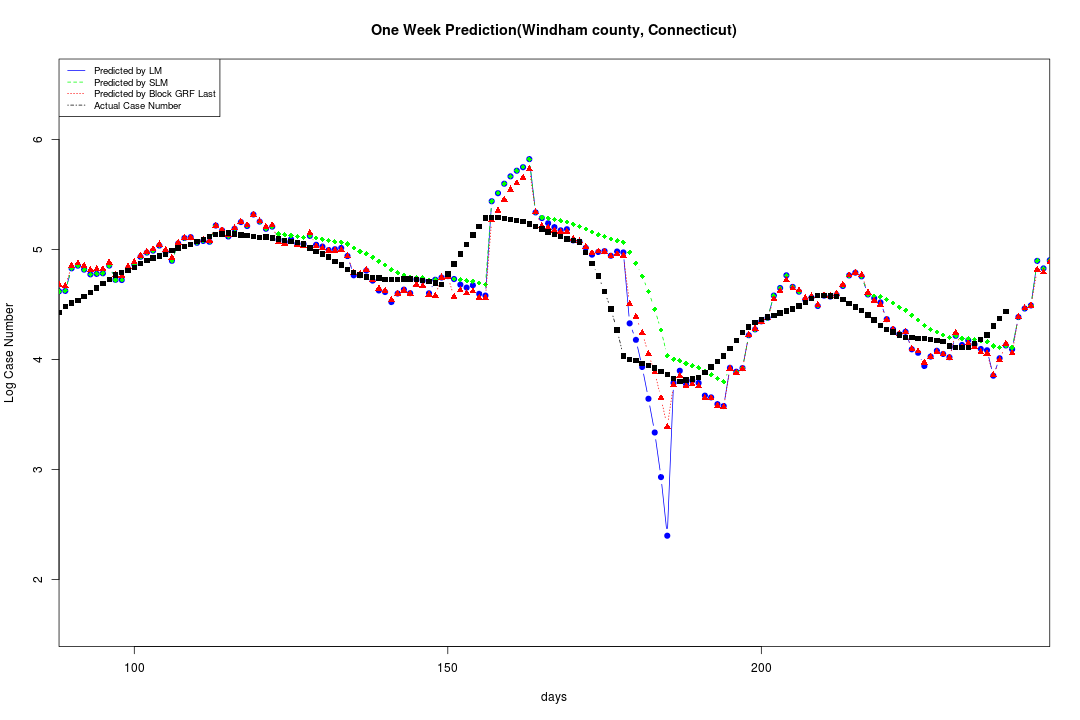 One Week Prediction(Windham county, Connecticut)
Predicted by LM
Predicted by SLM
Predicted by Block GRF Last
Actual Case Number
6
5
4
3
2
Log Case Number
100 150 200
days